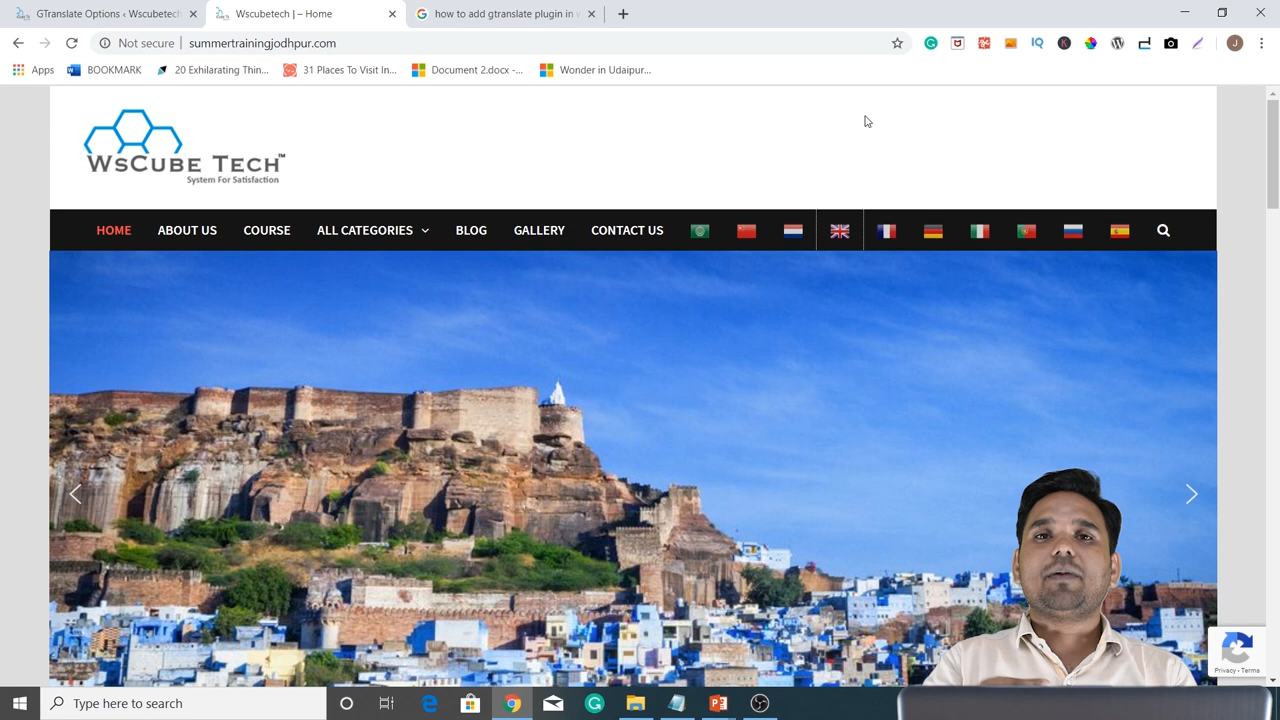 GTranslate Options ‹ Wscubetech
Wscubetech | – Home
how to add gtranslate plugin in w
Not secure
summertrainingjodhpur.com
Apps
BOOKMARK
20 Exhilarating Thin...
31 Places To Visit In...
Document 2.docx -...
Wonder in Udaipur...
WSCUBE TECH™
System For Satisfaction
HOME
ABOUT US
COURSE
ALL CATEGORIES
BLOG
GALLERY
CONTACT US
Privacy - Terms
Type here to search